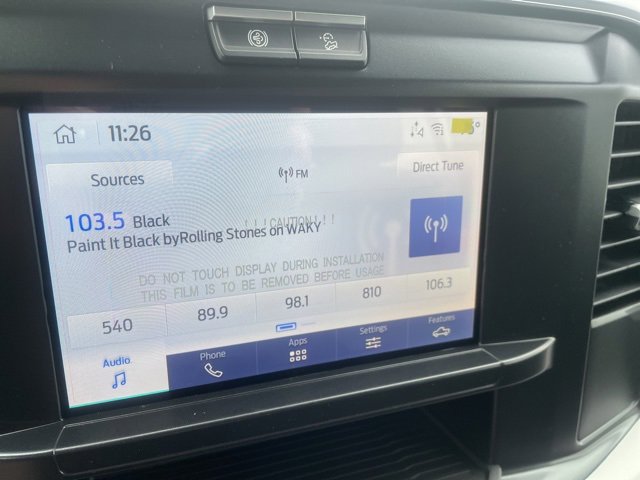 11:26
Sources
FM
Direct Tune
103.5 Black
! ! ! CAUTION ! ! !
Paint It Black byRolling Stones on WAKY
DO NOT TOUCH DISPLAY DURING INSTALLATION
THIS FILM IS TO BE REMOVED BEFORE USAGE
540 89.9 98.1 810 106.3
Audio Phone Apps Settings Features